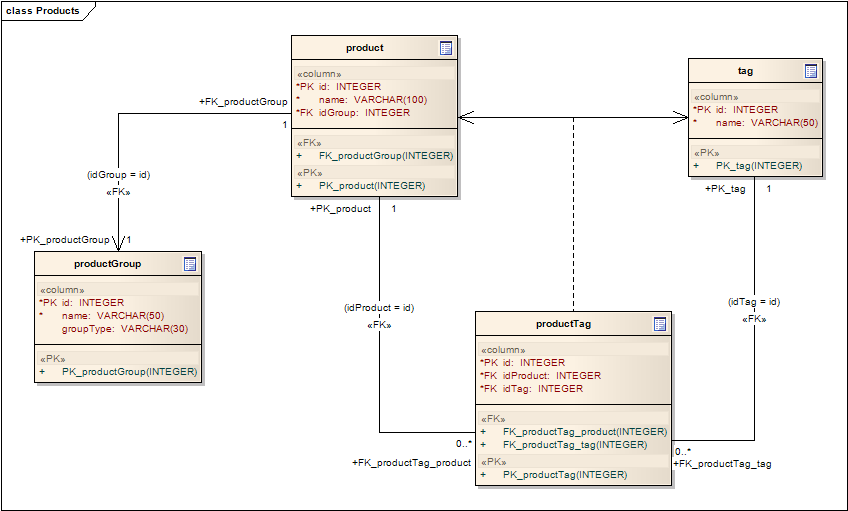 class Products
product
«column»
*PK id: INTEGER
* name: VARCHAR(100)
*FK idGroup: INTEGER
«FK»
+ FK_productGroup(INTEGER)
«PK»
+ PK_product(INTEGER)
tag
«column»
*PK id: INTEGER
* name: VARCHAR(50)
«PK»
+ PK_tag(INTEGER)
+FK_productGroup
1
(idGroup = id)
«FK»
+PK_productGroup
1
+PK_product
1
+PK_tag
1
productGroup
«column»
*PK id: INTEGER
* name: VARCHAR(50)
groupType: VARCHAR(30)
«PK»
+ PK_productGroup(INTEGER)
(idProduct = id)
«FK»
(idTag = id)
«FK»
productTag
«column»
*PK id: INTEGER
*FK idProduct: INTEGER
*FK idTag: INTEGER
«FK»
+ FK_productTag_product(INTEGER)
+ FK_productTag_tag(INTEGER)
«PK»
+ PK_productTag(INTEGER)
0..*
+FK_productTag_product
0..*
+FK_productTag_tag